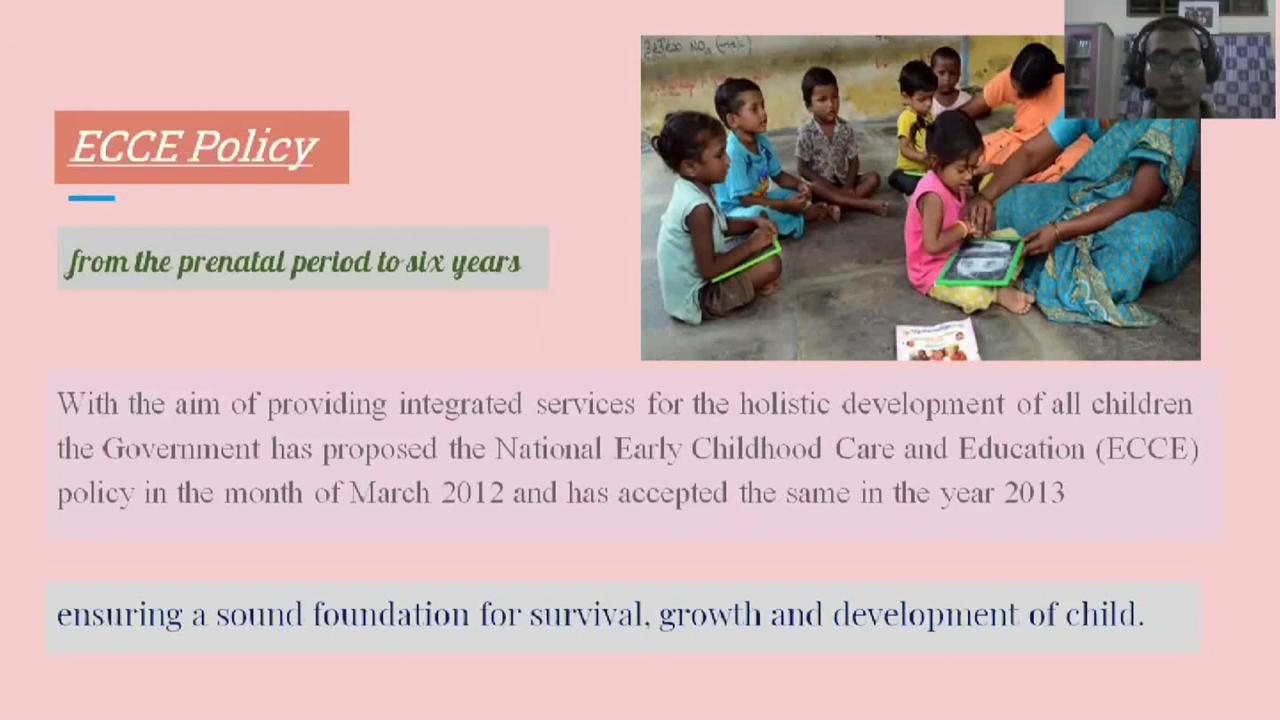 ECCE Policy
from the prenatal period to six years
With the aim of providing integrated services for the holistic development of all children
the Government has proposed the National Early Childhood Care and Education (ECCE)
policy in the month of March 2012 and has accepted the same in the year 2013
ensuring a sound foundation for survival, growth and development of child.